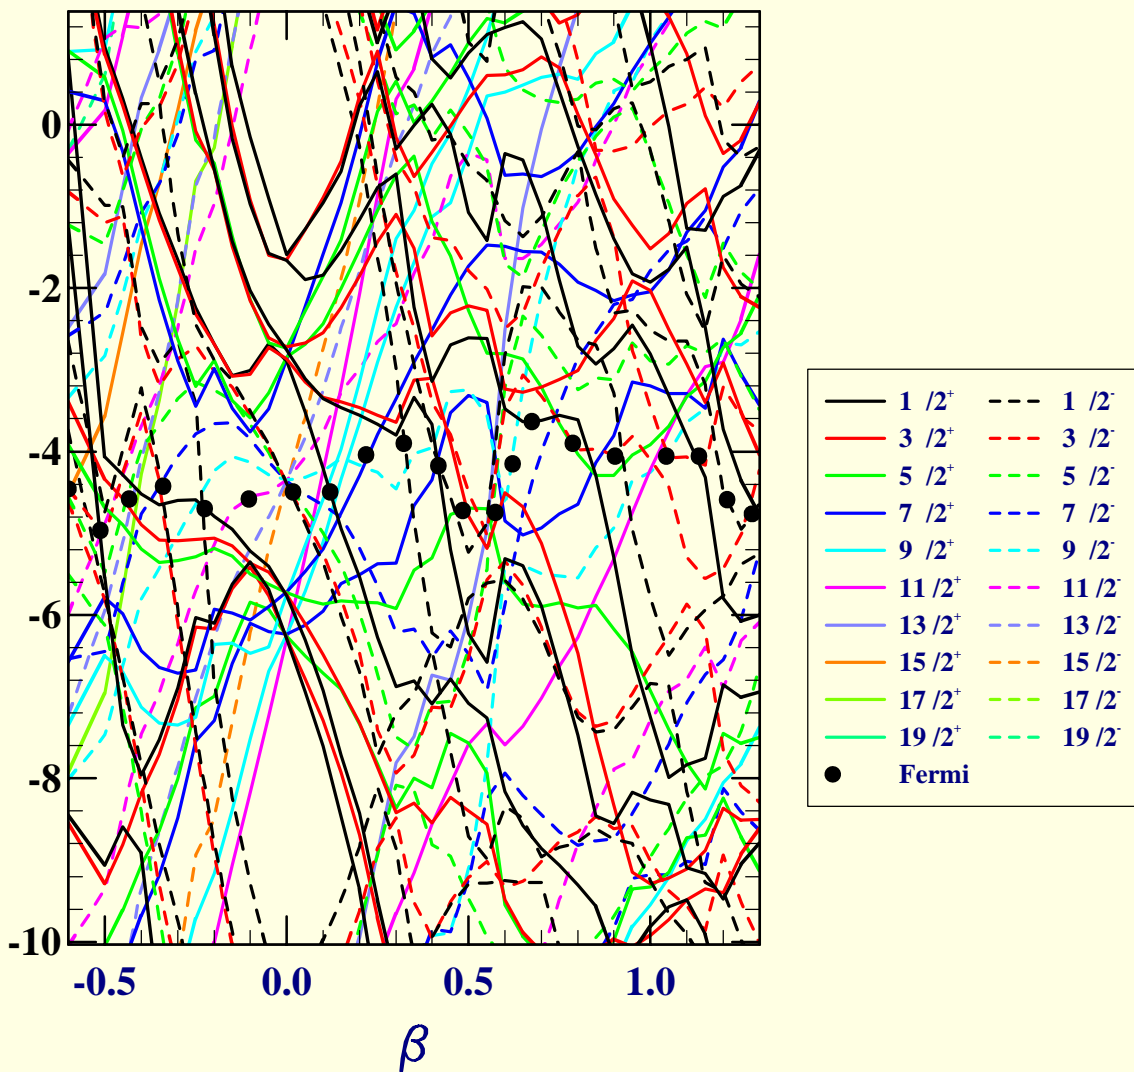 0
-2
-4
-6
-8
-10
-0.5 0.0 0.5 1.0
β
1 /2+ 1 /2-
3 /2+ 3 /2-
5 /2+ 5 /2-
7 /2+ 7 /2-
9 /2+ 9 /2-
11 /2+ 11 /2-
13 /2+ 13 /2-
15 /2+ 15 /2-
17 /2+ 17 /2-
19 /2+ 19 /2-
Fermi